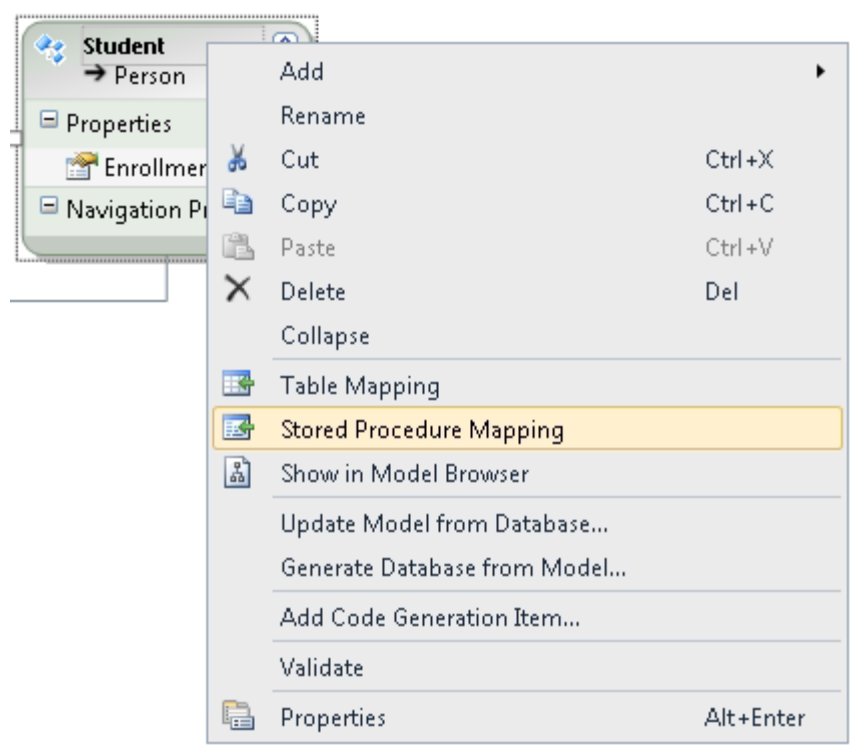 Student
Person
Properties
Enrollmen
Navigation Pr
Add
Rename
Cut Ctrl+X
Copy Ctrl+C
Paste Ctrl+V
Delete Del
Collapse
Table Mapping
Stored Procedure Mapping
Show in Model Browser
Update Model from Database...
Generate Database from Model...
Add Code Generation Item...
Validate
Properties Alt+Enter